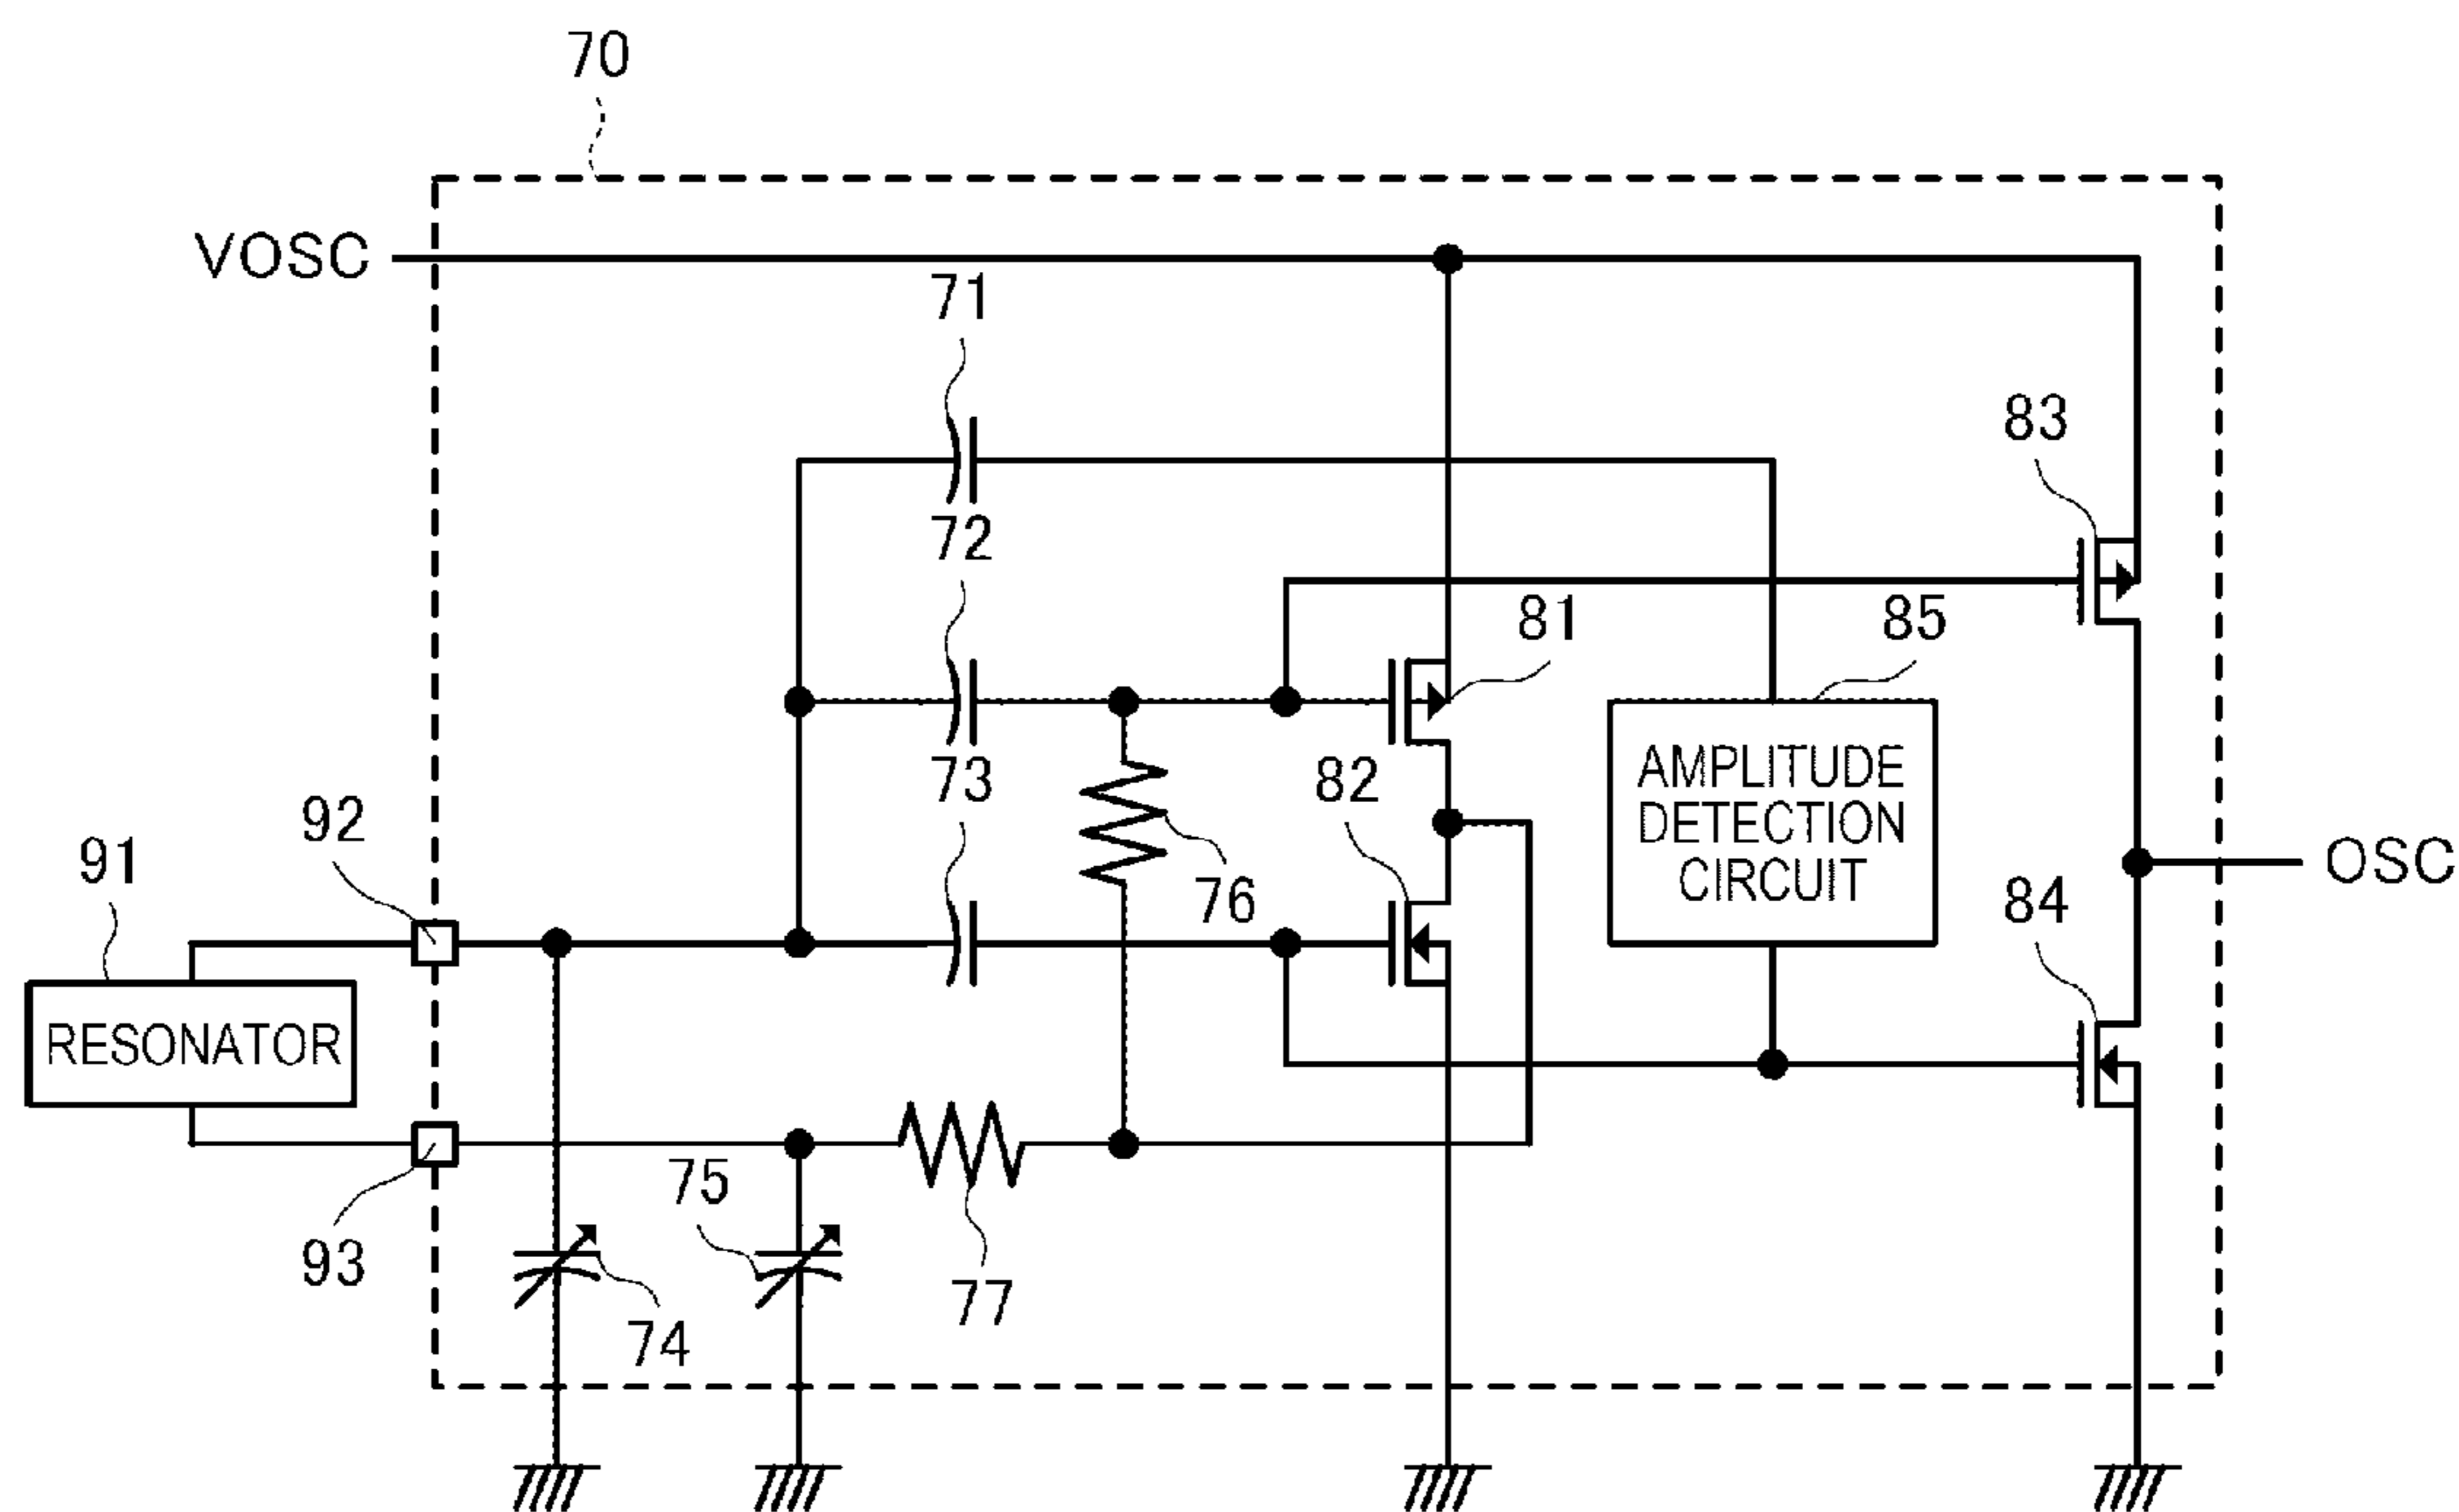 70
VOSC
71
83
72
81
85
AMPLITUDE
DETECTION
CIRCUIT
73
82
92
91
76
OSC
84
RESONATOR
75
93
77
74